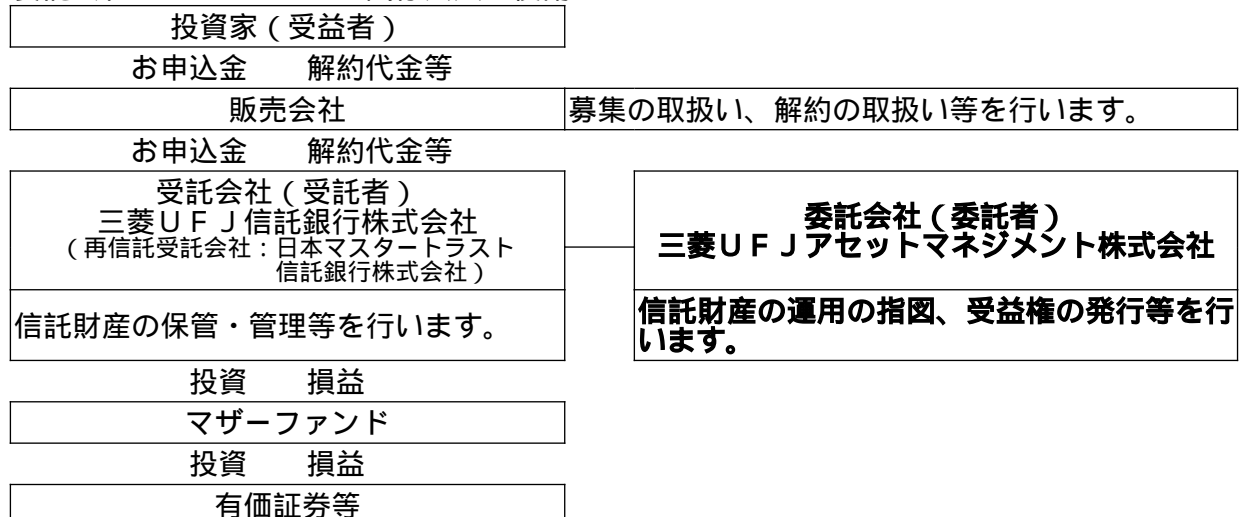 投資家（受益者）
お申込金　　解約代金等
販売会社　募集の取扱い、解約の取扱い等を行います。
お申込金　　解約代金等
受託会社（受託者）
三菱ＵＦＪ信託銀行株式会社
（再信託受託会社：日本マスタートラスト
信託銀行株式会社）
委託会社（委託者）
三菱ＵＦＪアセットマネジメント株式会社
信託財産の保管・管理等を行います。
信託財産の運用の指図、受益権の発行等を行
います。
投資　　損益
マザーファンド
投資　　損益
有価証券等